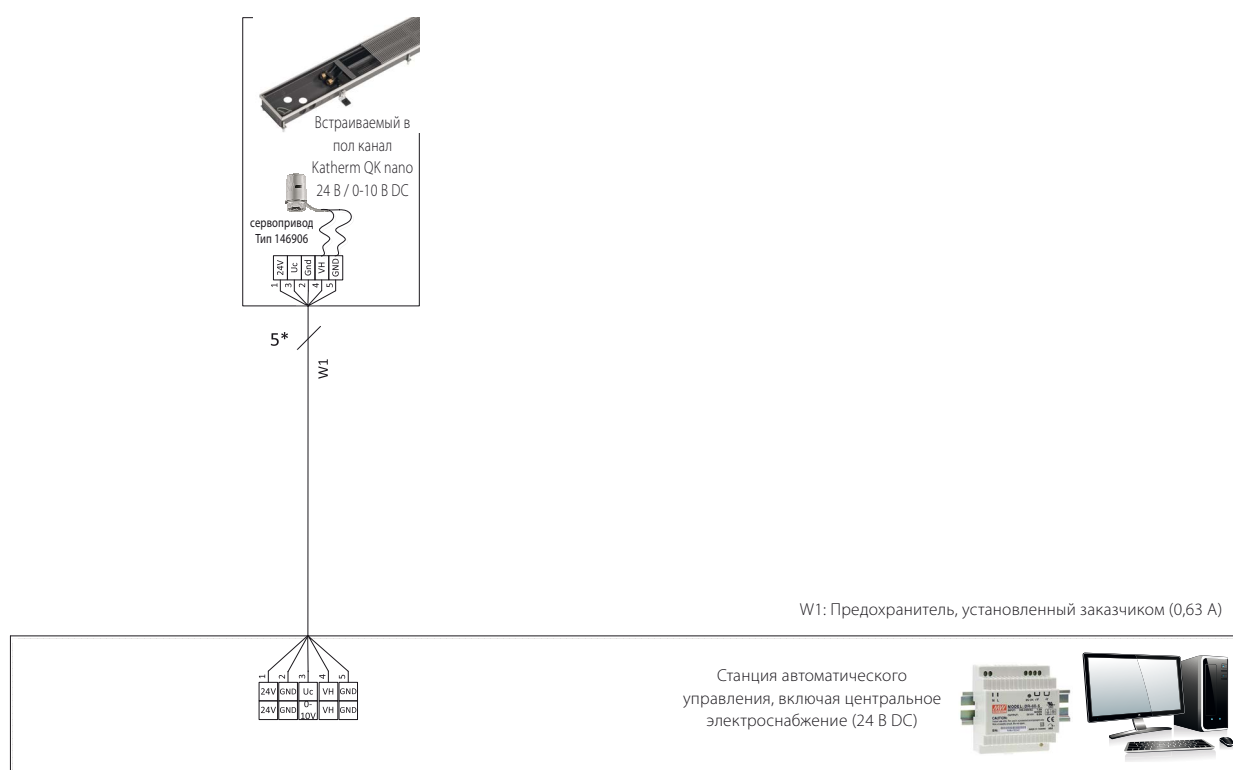 Встраиваемый в
пол канал
Katherm QK nano
24 В / 0-10 В DC
сервопривод
Тип 146906
24V Uc Gnd VH GND
1 3 2 4 5
5*
W1
W1: Предохранитель, установленный заказчиком (0,63 А)
1 2 3 4 5
24V GND Uc VH GND
24V GND 0-10V VH GND
Станция автоматического
управления, включая центральное
электроснабжение (24 В DC)